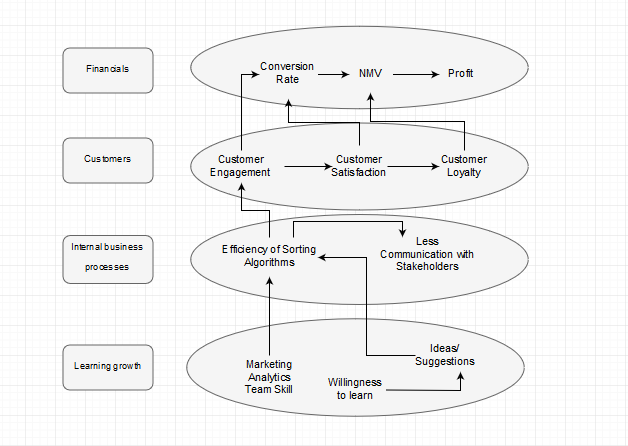 Financials
Conversion
Rate
NMV
Profit
Customers
Customer
Engagement
Customer
Satisfaction
Customer
Loyalty
Internal business
processes
Efficiency of Sorting
Algorithms
Less
Communication with
Stakeholders
Learning growth
Marketing
Analytics
Team Skill
Willingness
to learn
Ideas/
Suggestions